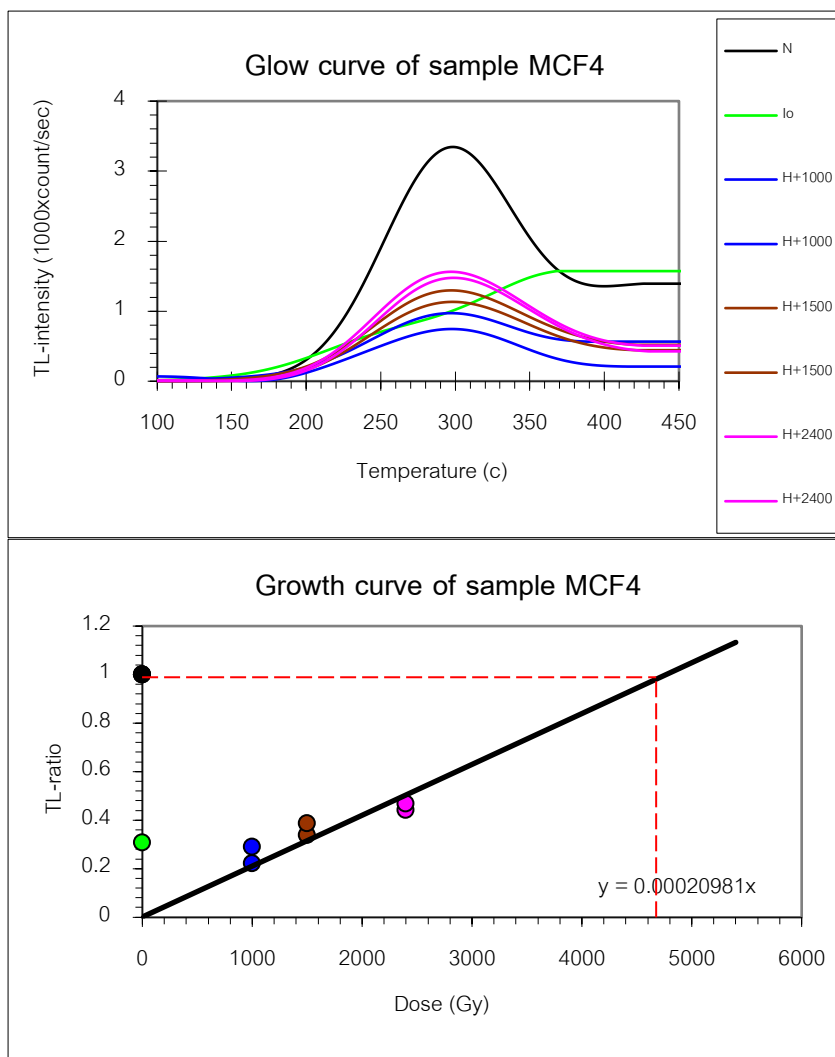 Glow curve of sample MCF4
TL-intensity (1000xcount/sec)
4
3
2
1
0
100 150 200 250 300 350 400 450
Temperature (c)
N
Io
H+1000
H+1000
H+1500
H+1500
H+2400
H+2400
Growth curve of sample MCF4
TL-ratio
1.2
1
0.8
0.6
0.4
0.2
0
y = 0.00020981x
0 1000 2000 3000 4000 5000 6000
Dose (Gy)